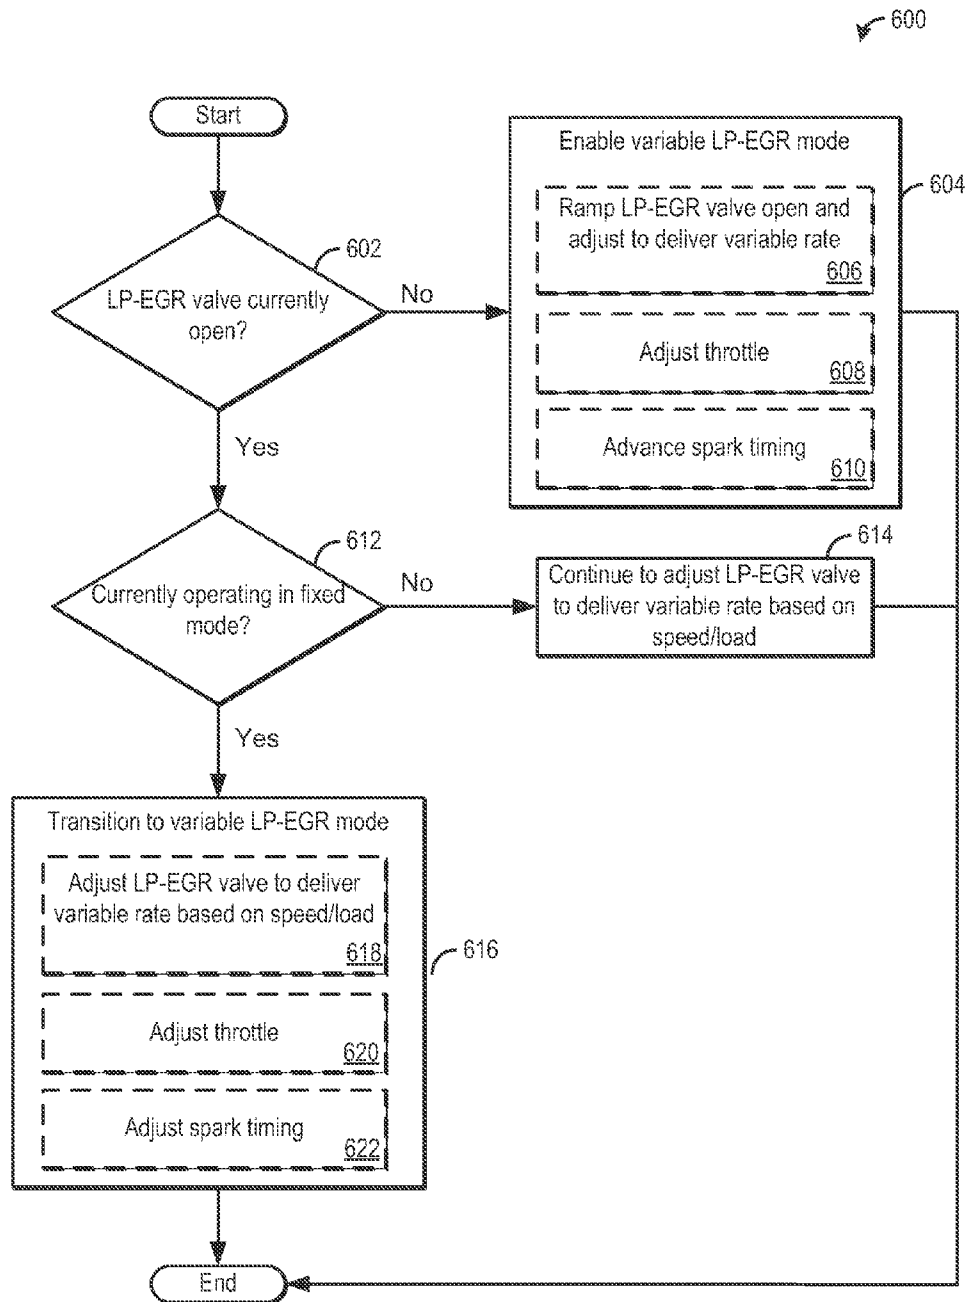 600
Start
Enable variable LP-EGR mode
604
Ramp LP-EGR valve open and
adjust to deliver variable rate
606
602
LP-EGR valve currently
open?
No
Adjust throttle
608
Advance spark timing
610
Yes
612
Currently operating in fixed
mode?
No
614
Continue to adjust LP-EGR valve
to deliver variable rate based on
speed/load
Yes
Transition to variable LP-EGR mode
Adjust LP-EGR valve to deliver
variable rate based on speed/load
618
616
Adjust throttle
620
Adjust spark timing
622
End